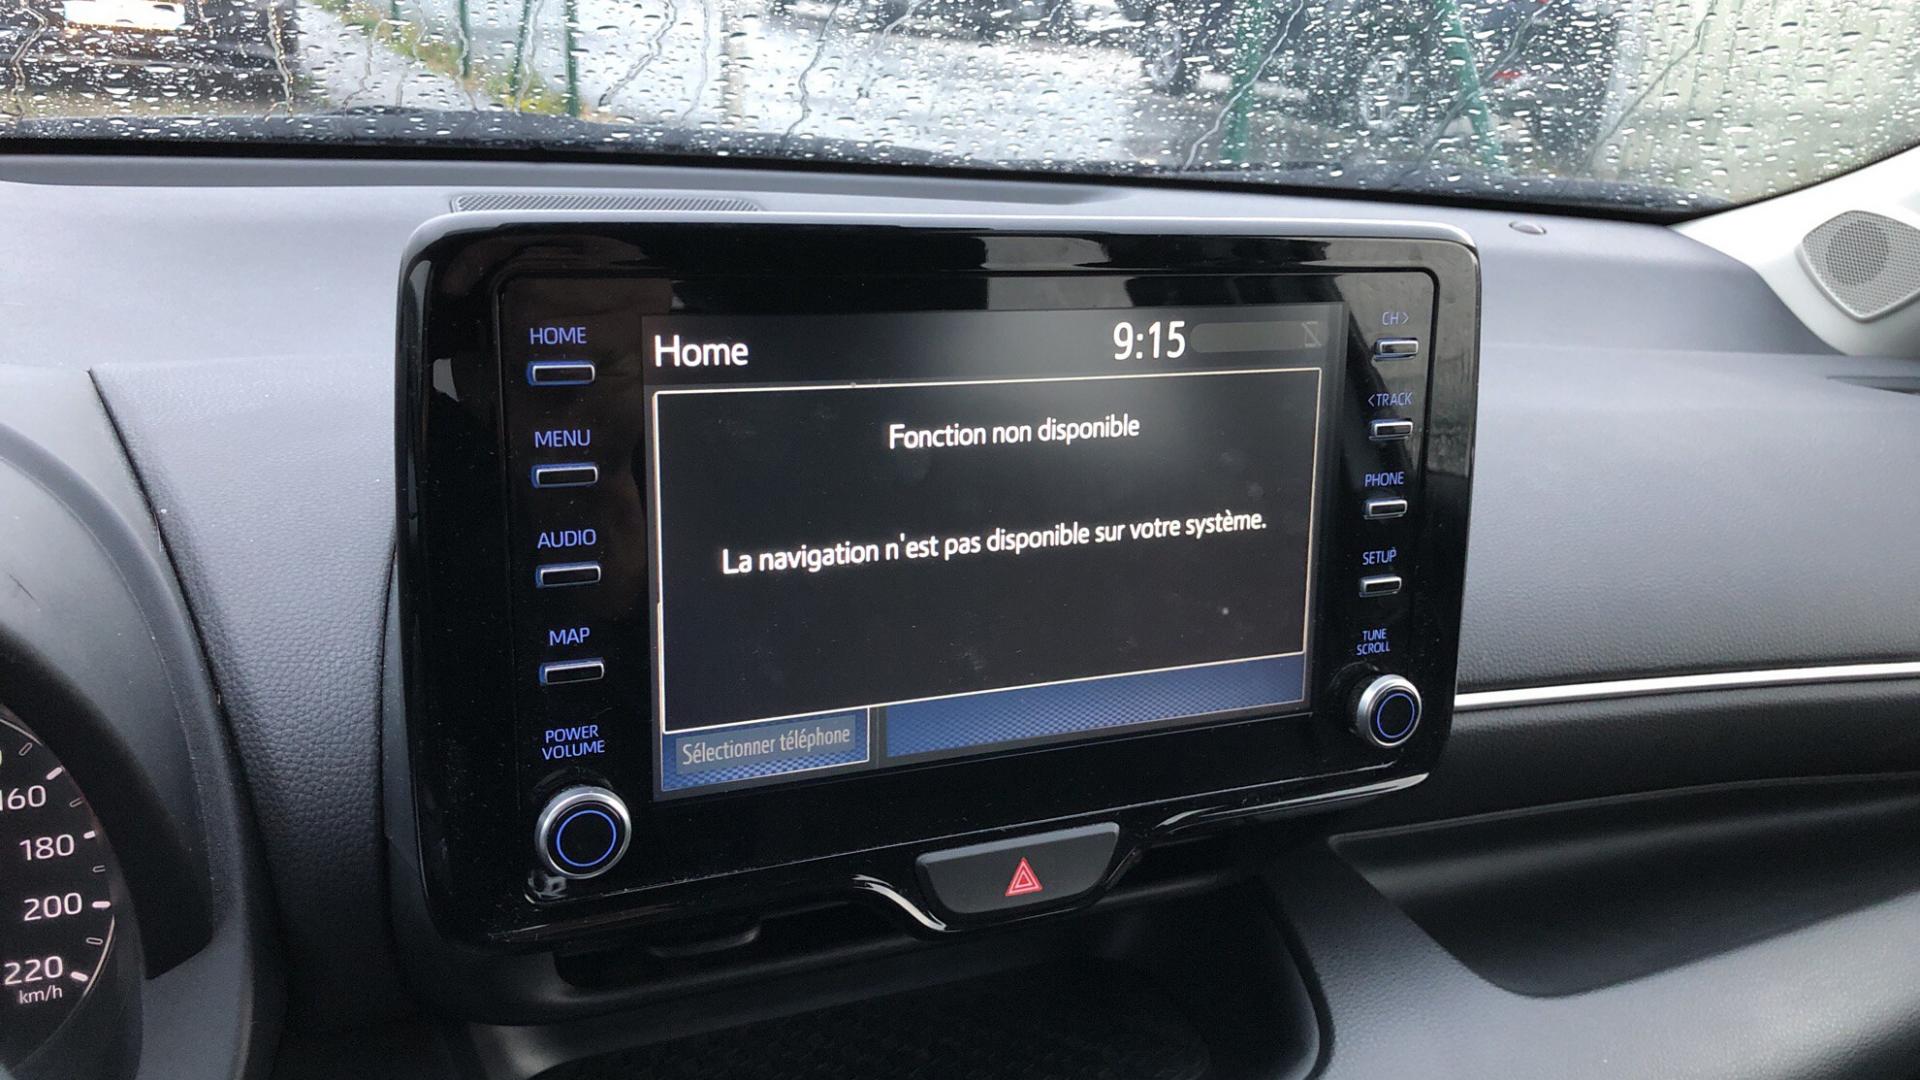 HOME
MENU
AUDIO
MAP
POWER
VOLUME
Home
9:15
Fonction non disponible
La navigation n'est pas disponible sur votre système.
Sélectionner téléphone
CH >
< TRACK
PHONE
SETUP
TUNE
SCROLL
160
180
200
220
km/h